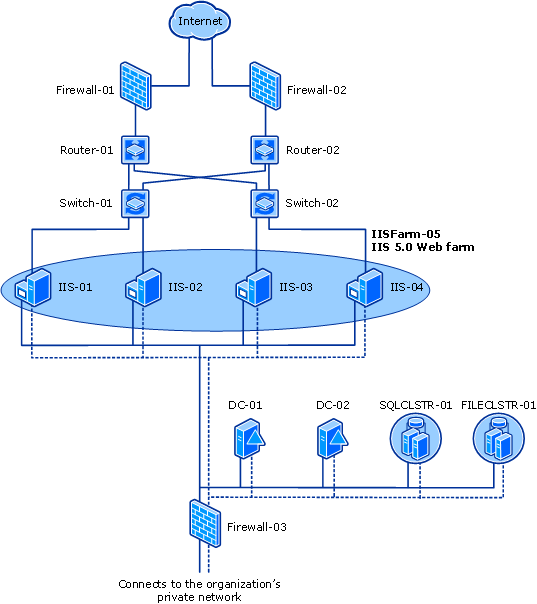 Internet
Firewall-01
Firewall-02
Router-01
Router-02
Switch-01
Switch-02
IISFarm-05
IIS 5.0 Web farm
IIS-01
IIS-02
IIS-03
IIS-04
DC-01
DC-02
SQLCLSTR-01
FILECLSTR-01
Firewall-03
Connects to the organization's
private network